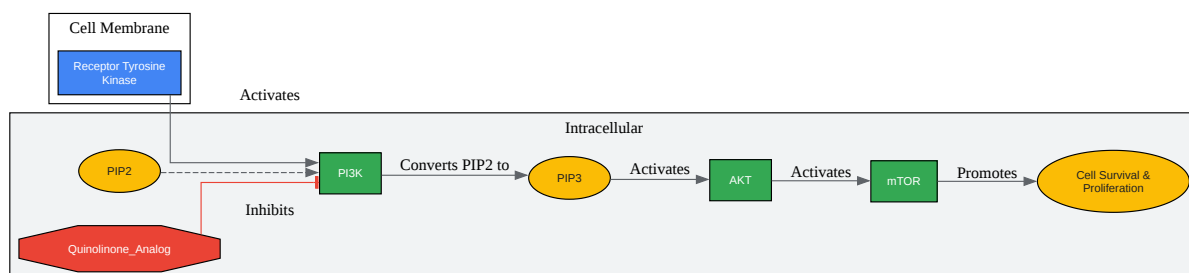 Cell Membrane
Receptor Tyrosine
Kinase
Activates
Intracellular
PIP2
PI3K
Converts PIP2 to
PIP3
Activates
AKT
Activates
mTOR
Promotes
Cell Survival &
Proliferation
Inhibits
Quinolinone_Analog